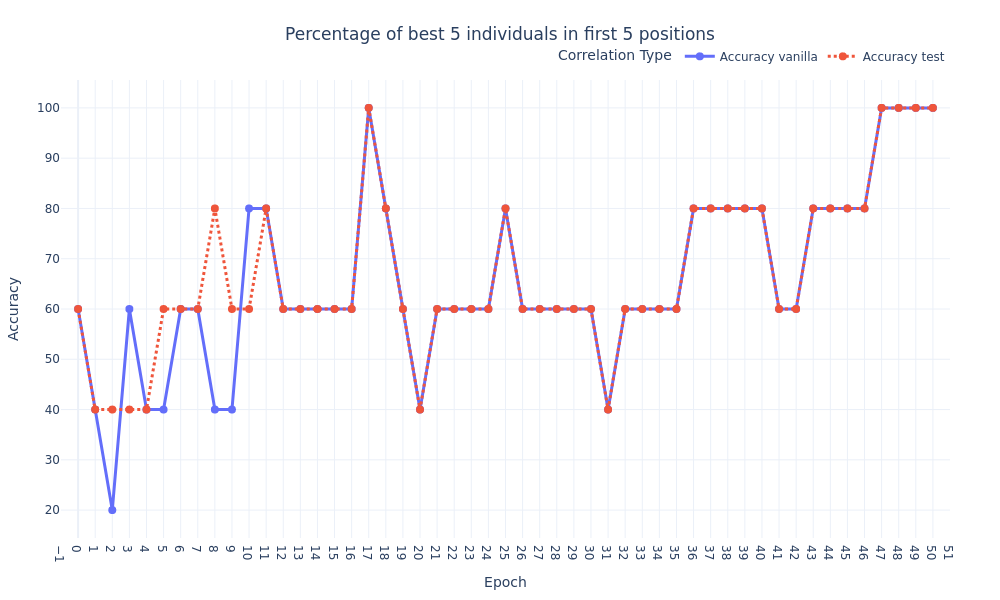 Percentage of best 5 individuals in first 5 positions
Correlation Type Accuracy vanilla Accuracy test
Accuracy
100
90
80
70
60
50
40
30
20
−1 0 1 2 3 4 5 6 7 8 9 10 11 12 13 14 15 16 17 18 19 20 21 22 23 24 25 26 27 28 29 30 31 32 33 34 35 36 37 38 39 40 41 42 43 44 45 46 47 48 49 50 51
Epoch